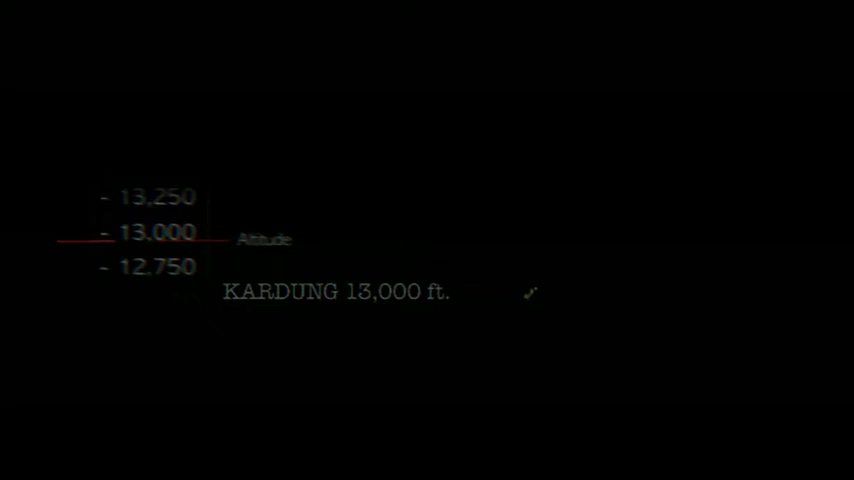 - 13,250
- 13,000
Altitude
- 12,750
KARDUNG 13,000 ft.